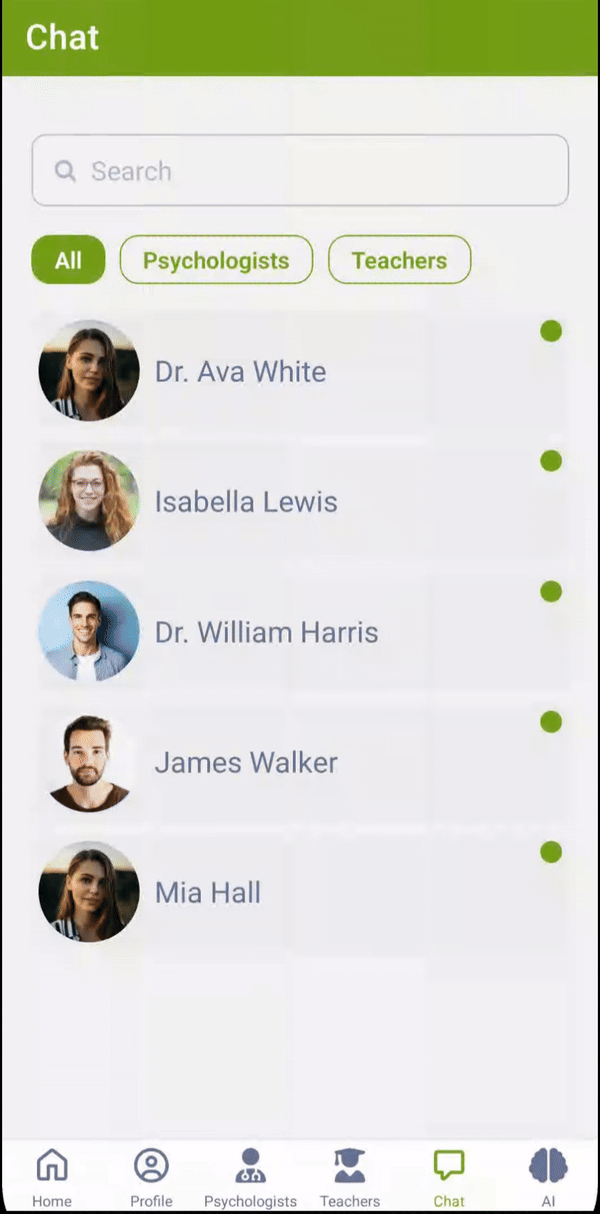 Chat
Search
All Psychologists Teachers
Dr. Ava White
Isabella Lewis
Dr. William Harris
James Walker
Mia Hall
Home Profile Psychologists Teachers Chat AI